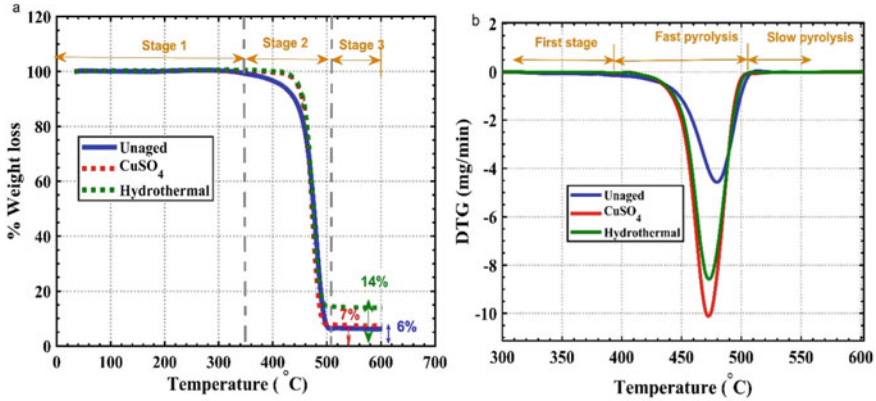 a
Stage 1
Stage 2
Stage 3
120
100
80
60
40
20
0
% Weight loss
Unaged
CuSO4
Hydrothermal
14%
7%
6%
0 100 200 300 400 500 600 700
Temperature ( °C)
b
First stage
Fast pyrolysis
Slow pyrolysis
2
0
-2
-4
-6
-8
-10
DTG (mg/min)
Unaged
CuSO4
Hydrothermal
300 350 400 450 500 550 600
Temperature ( °C)